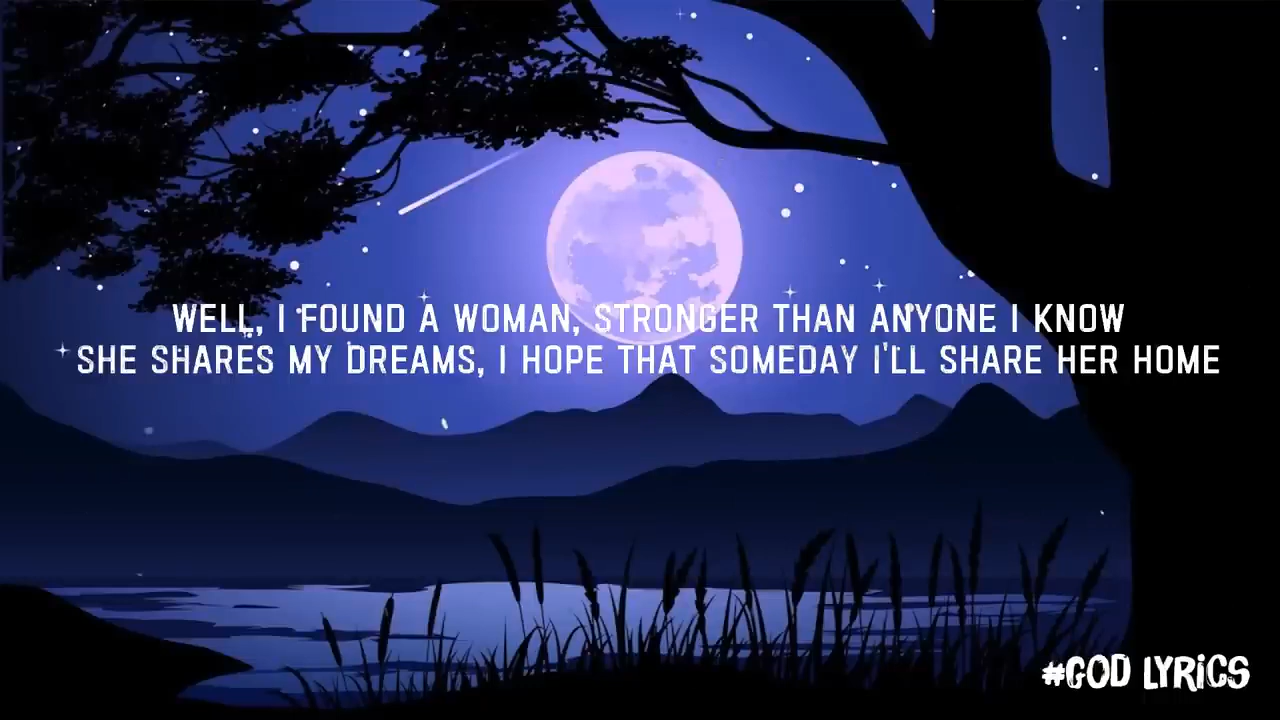 WELL, I FOUND A WOMAN, STRONGER THAN ANYONE I KNOW
SHE SHARES MY DREAMS, I HOPE THAT SOMEDAY I'LL SHARE HER HOME
#GOD LYRICS